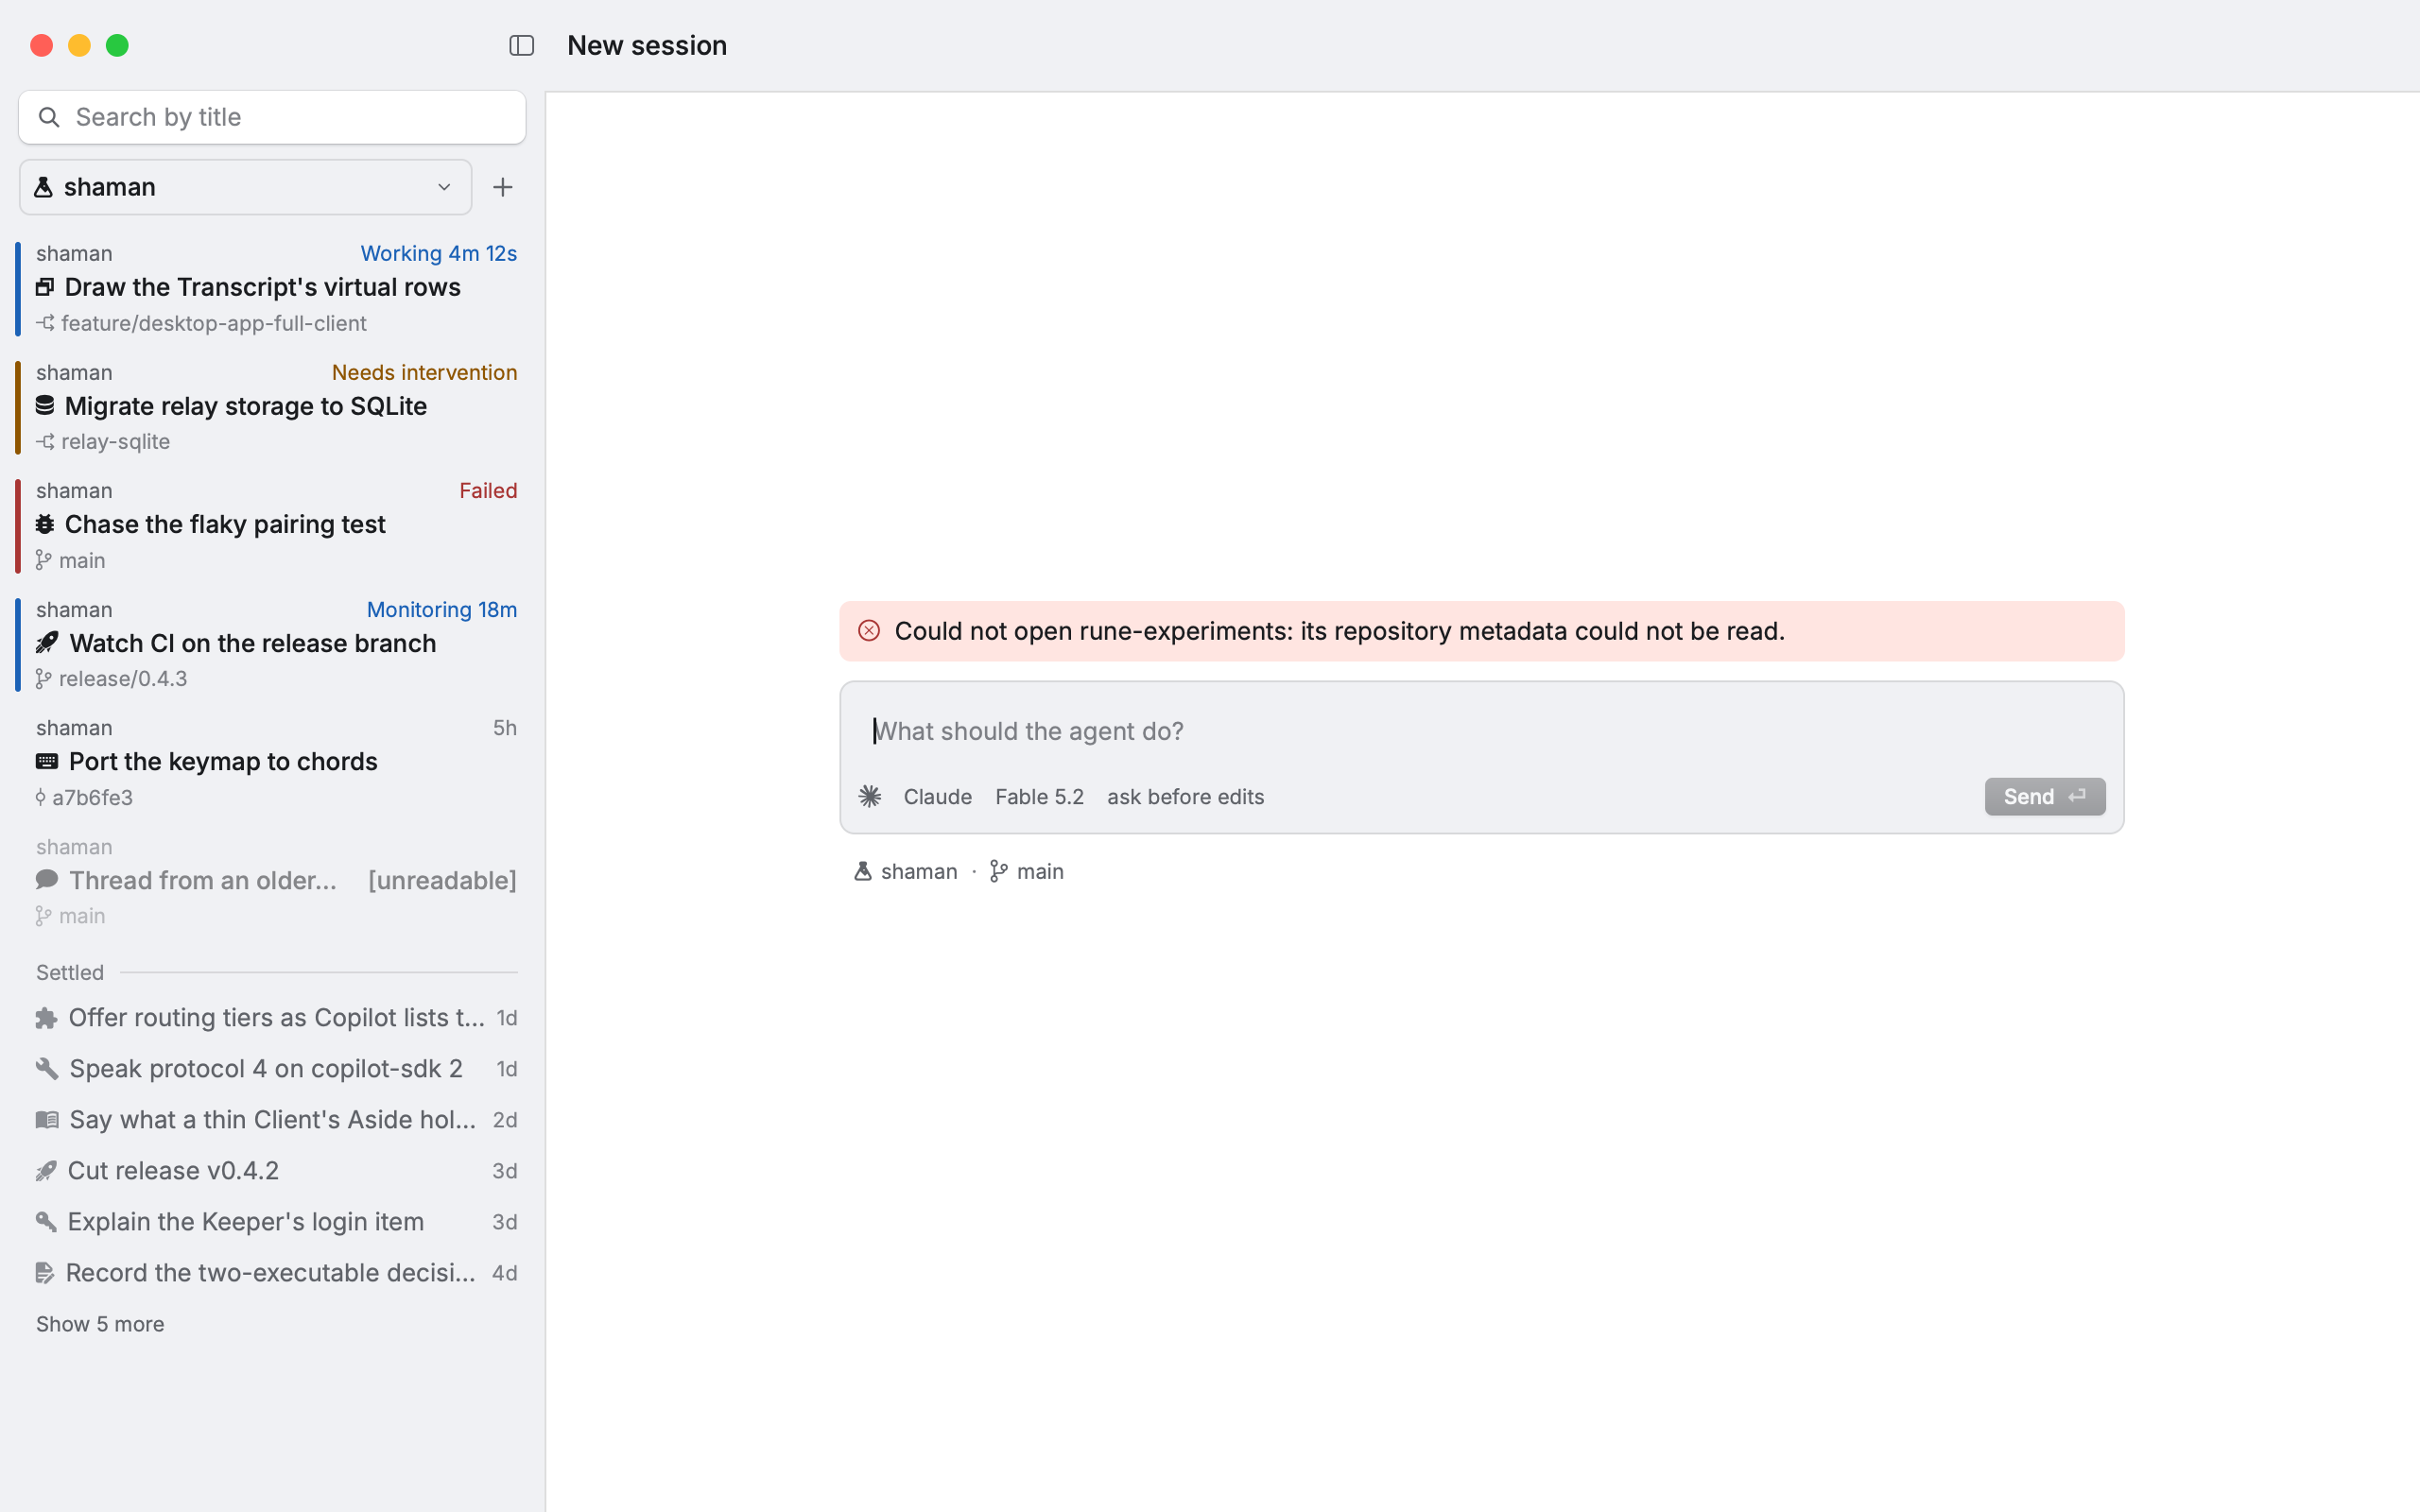 New session
Search by title
shaman
shaman Working 4m 12s
Draw the Transcript's virtual rows
feature/desktop-app-full-client
shaman Needs intervention
Migrate relay storage to SQLite
relay-sqlite
shaman Failed
Chase the flaky pairing test
main
shaman Monitoring 18m
Watch CI on the release branch
release/0.4.3
shaman 5h
Port the keymap to chords
a7b6fe3
shaman
Thread from an older... [unreadable]
main
Settled
Offer routing tiers as Copilot lists t... 1d
Speak protocol 4 on copilot-sdk 2 1d
Say what a thin Client's Aside hol... 2d
Cut release v0.4.2 3d
Explain the Keeper's login item 3d
Record the two-executable decisi... 4d
Show 5 more
Could not open rune-experiments: its repository metadata could not be read.
What should the agent do?
Claude Fable 5.2 ask before edits Send
shaman · main